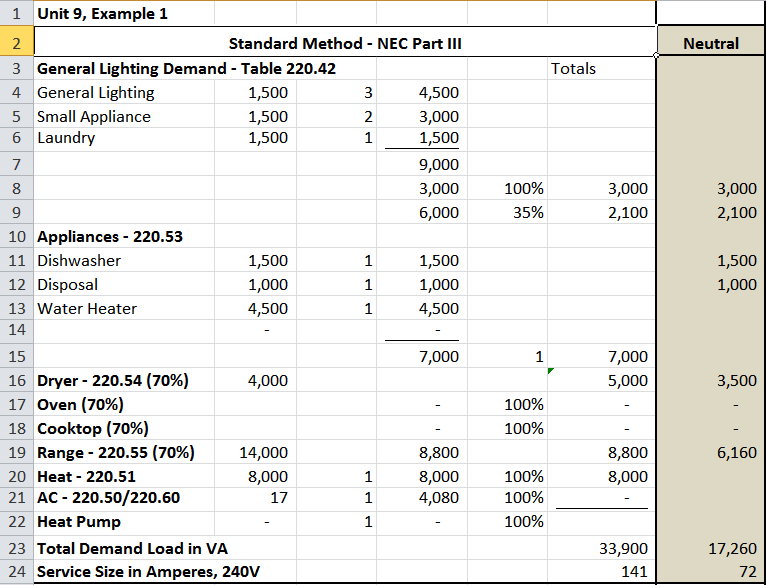 1 Unit 9, Example 1
2 Standard Method - NEC Part III Neutral
3 General Lighting Demand - Table 220.42 Totals
4 General Lighting 1,500 3 4,500
5 Small Appliance 1,500 2 3,000
6 Laundry 1,500 1 1,500
7 9,000
8 3,000 100% 3,000 3,000
9 6,000 35% 2,100 2,100
10 Appliances - 220.53
11 Dishwasher 1,500 1 1,500 1,500
12 Disposal 1,000 1 1,000 1,000
13 Water Heater 4,500 1 4,500
14 - -
15 7,000 1 7,000
16 Dryer - 220.54 (70%) 4,000 5,000 3,500
17 Oven (70%) - 100% - -
18 Cooktop (70%) - 100% - -
19 Range - 220.55 (70%) 14,000 8,800 8,800 6,160
20 Heat - 220.51 8,000 1 8,000 100% 8,000
21 AC - 220.50/220.60 17 1 4,080 100% -
22 Heat Pump - 1 - 100%
23 Total Demand Load in VA 33,900 17,260
24 Service Size in Amperes, 240V 141 72